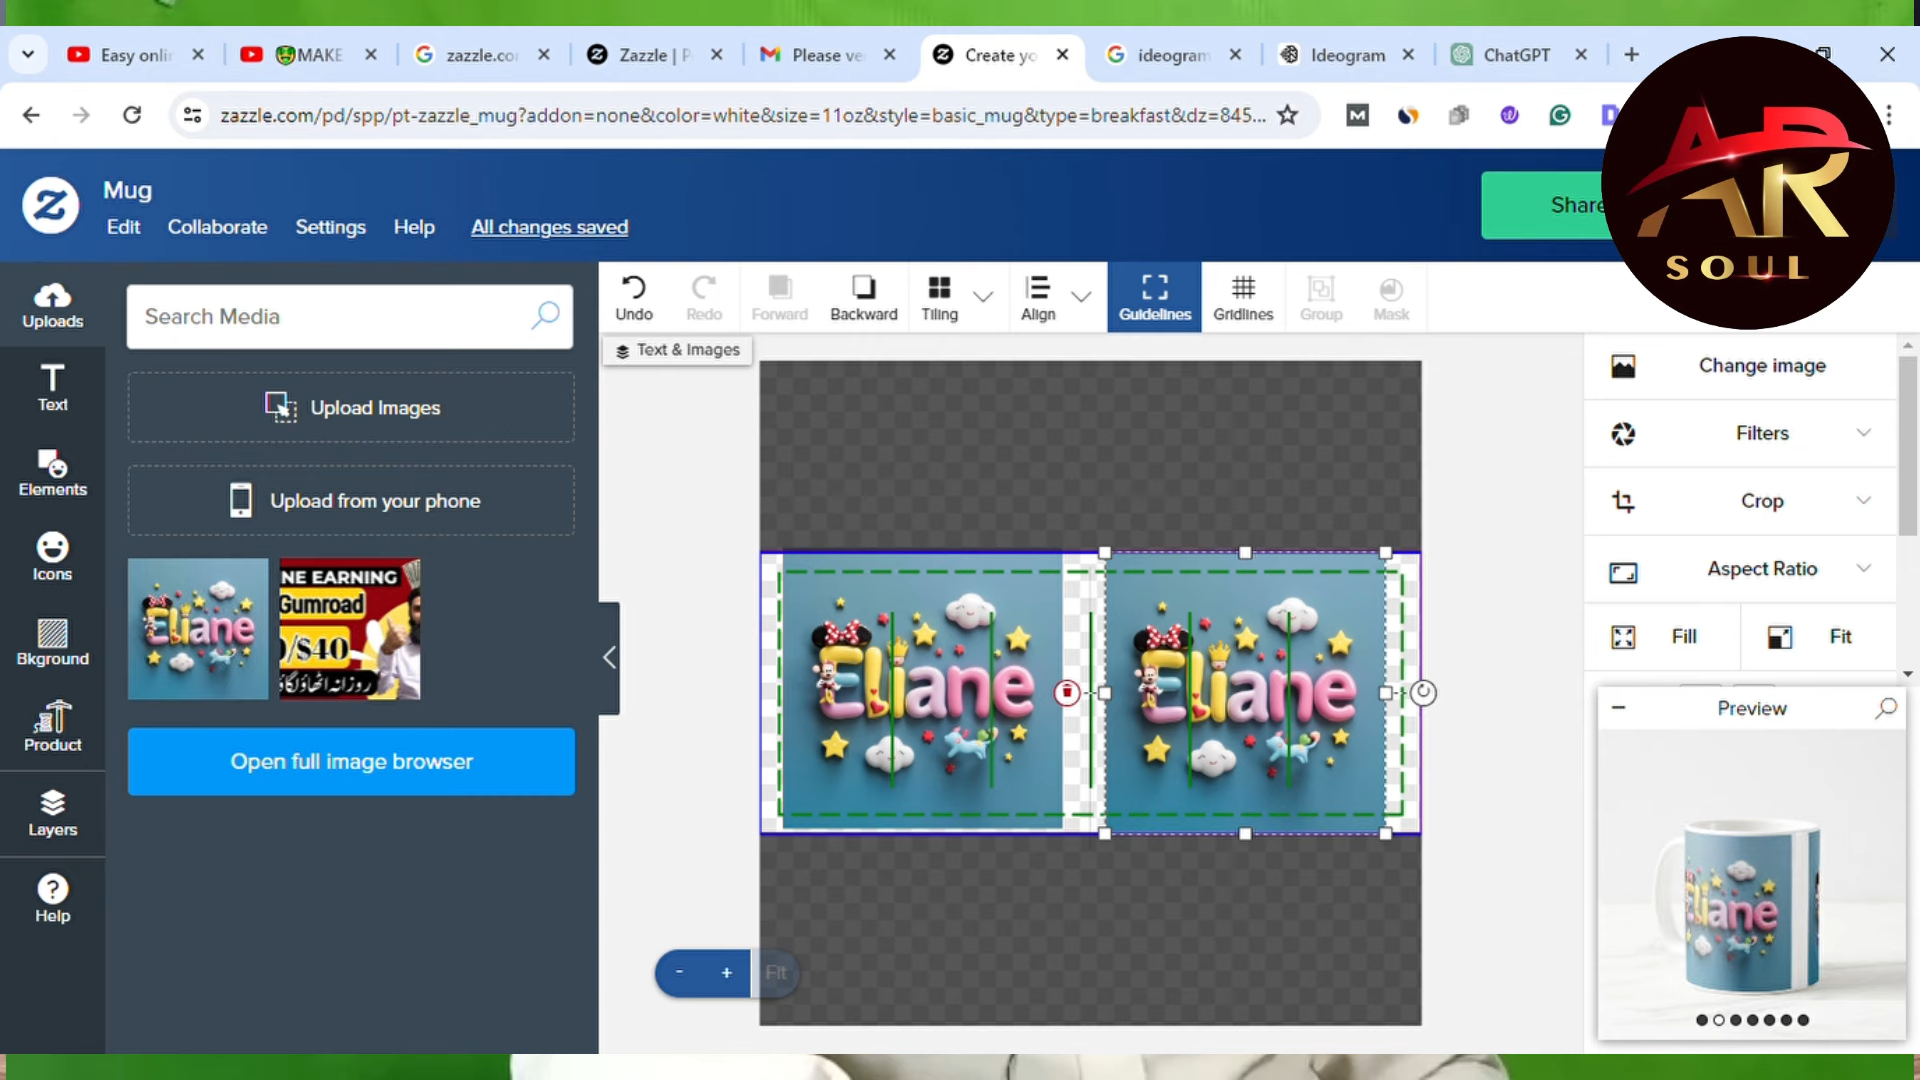 Easy onlin
MAKE
zazzle.co
Zazzle | P
Please ve
Create yo
ideogram
Ideogram
ChatGPT
zazzle.com/pd/spp/pt-zazzle_mug?addon=none&color=white&size=11oz&style=basic_mug&type=breakfast&dz=845...
AR
SOUL
Mug
Edit
Collaborate
Settings
Help
All changes saved
Share
Uploads
Text
Elements
Icons
Bkground
Product
Layers
Help
Search Media
Upload Images
Upload from your phone
Eliane
NE EARNING
Gumroad
0/$40
روزانہ
Open full image browser
Undo
Redo
Forward
Backward
Tiling
Align
Guidelines
Gridlines
Group
Mask
Text & Images
Eliane
Eliane
- + Fit
Change image
Filters
Crop
Aspect Ratio
Fill
Fit
Preview
liane